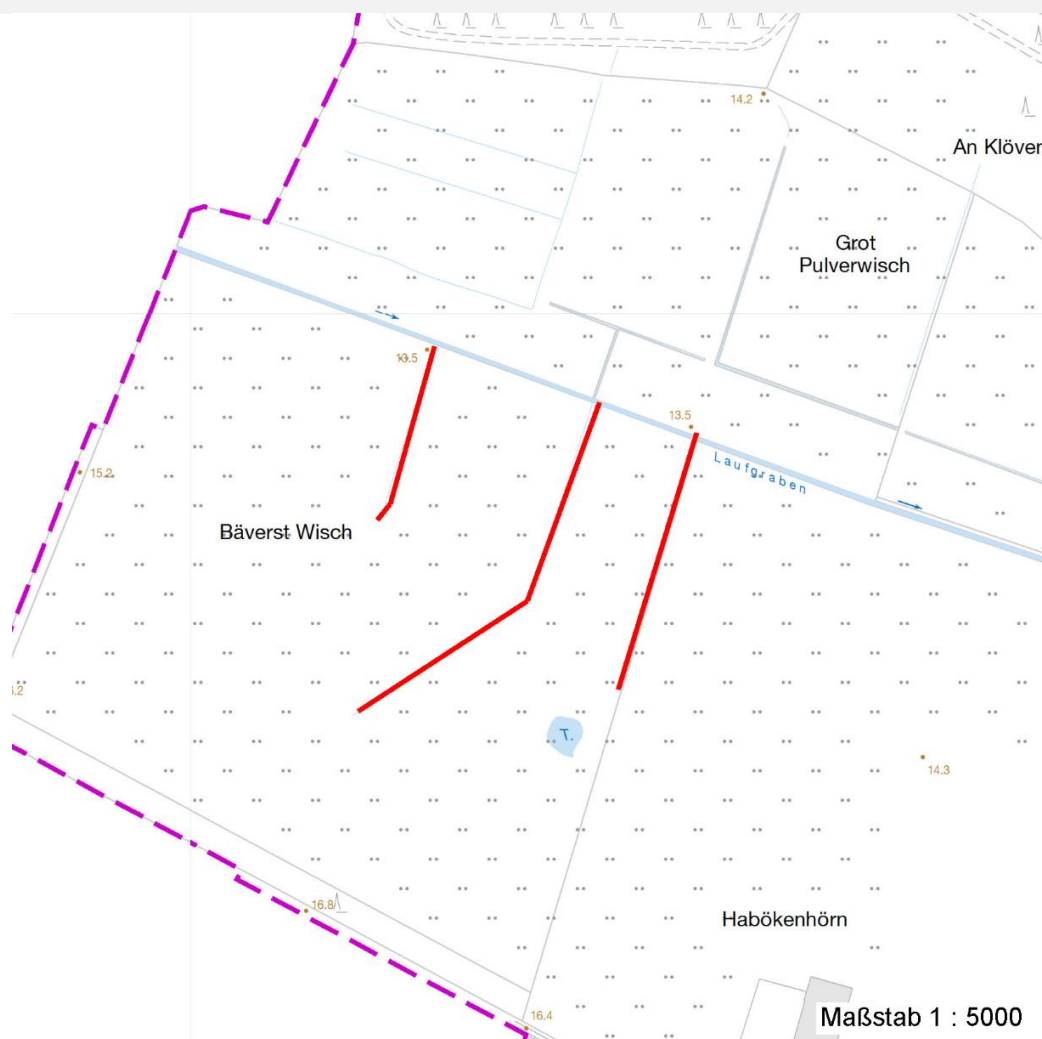 14.2
An Klöver
Grot
Pulverwisch
13.5
13.5
15.2
Laufgraben
Bäverst Wisch
T.
14.3
16.8
Habökenhörn
16.4
Maßstab 1 : 5000